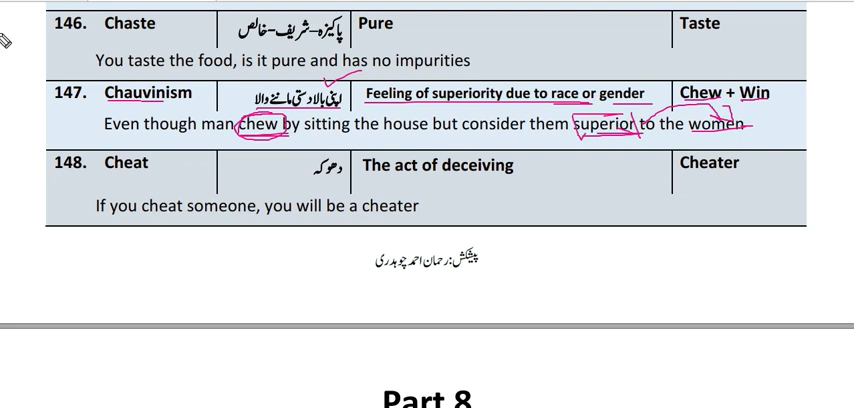 146. Chaste پاکیزہ-شریف-خالص Pure Taste
You taste the food, is it pure and has no impurities
147. Chauvinism اپنی بالادستی ماننے والا Feeling of superiority due to race or gender Chew + Win
Even though man chew by sitting the house but consider them superior to the women
148. Cheat دھوکہ The act of deceiving Cheater
If you cheat someone, you will be a cheater
پیشکش: رحمان احمد چوہدری
Part 8